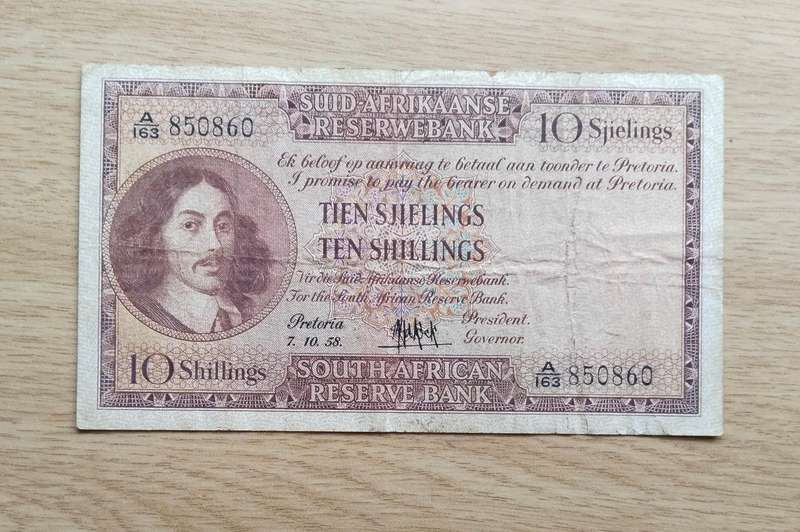 SUID-AFRIKAANSE
RESERWEBANK
A/163 850860
10 Sjielings
Ek beloof op aanvraag te betaal aan toonder te Pretoria.
I promise to pay the bearer on demand at Pretoria.
TIEN SJIELINGS
TEN SHILLINGS
Vir die Suid-Afrikaanse Reserwebank.
For the South African Reserve Bank.
Pretoria
7. 10. 58.
President.
Governor.
10 Shillings
SOUTH AFRICAN
RESERVE BANK
A/163 850860